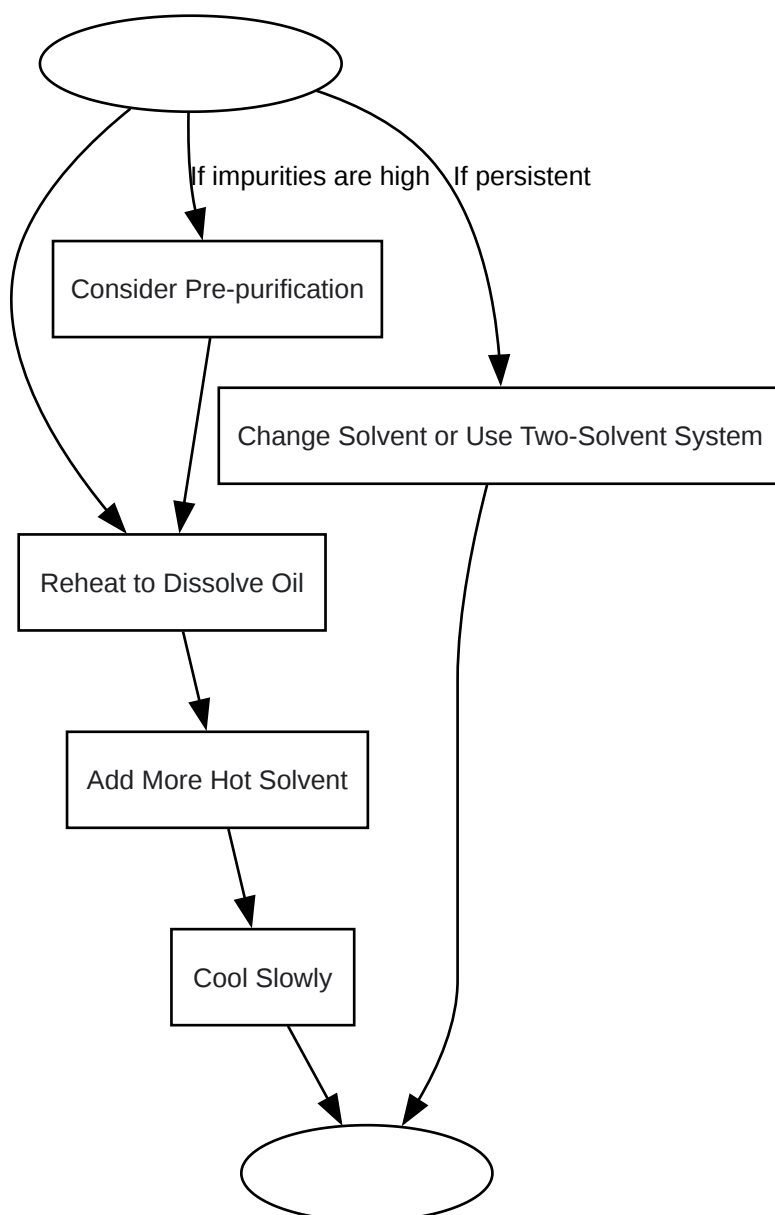 If impurities are high
If persistent
Consider Pre-purification
Change Solvent or Use Two-Solvent System
Reheat to Dissolve Oil
Add More Hot Solvent
Cool Slowly